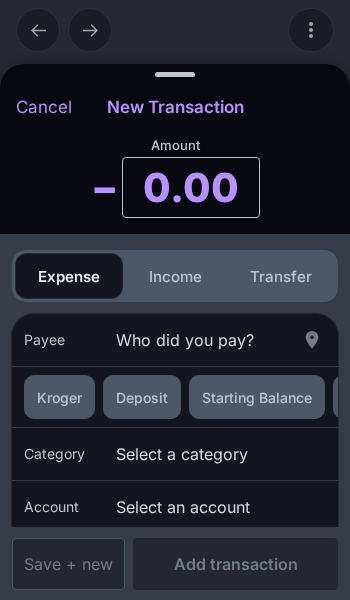 Cancel New Transaction
Amount
– 0.00
Expense Income Transfer
Payee Who did you pay?
Kroger Deposit Starting Balance
Category Select a category
Account Select an account
Save + new Add transaction